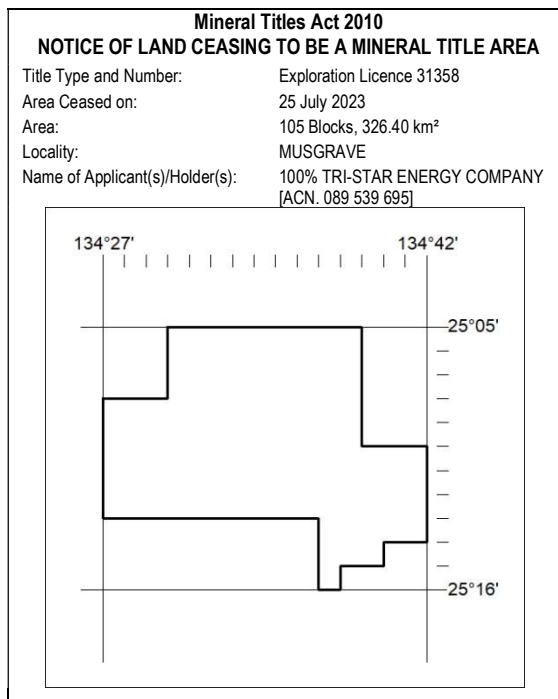 Mineral Titles Act 2010
NOTICE OF LAND CEASING TO BE A MINERAL TITLE AREA
Title Type and Number: Exploration Licence 31358
Area Ceased on: 25 July 2023
Area: 105 Blocks, 326.40 km²
Locality: MUSGRAVE
Name of Applicant(s)/Holder(s): 100% TRI-STAR ENERGY COMPANY
[ACN. 089 539 695]
134°27' 134°42'
25°05'
25°16'